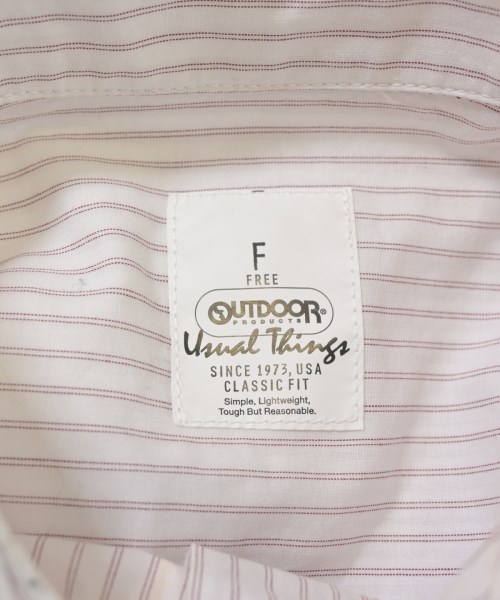 F
FREE
OUTDOOR®
PRODUCTS
Usual Things
SINCE 1973, USA
CLASSIC FIT
Simple, Lightweight,
Tough But Reasonable.